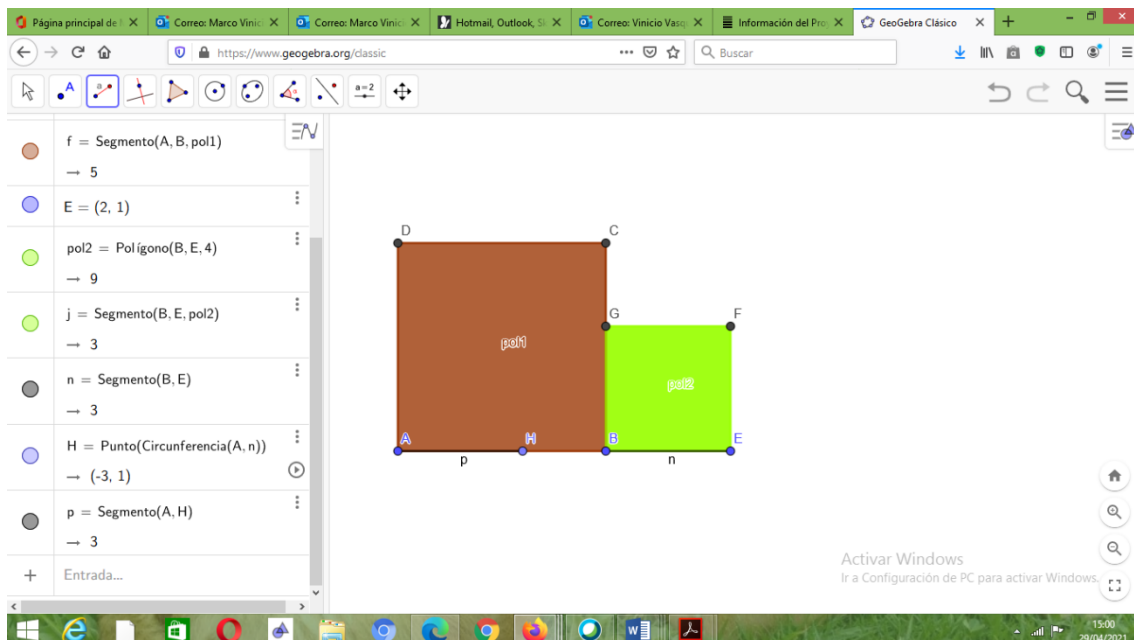 Página principal de
Correo: Marco Vinic
Correo: Marco Vinic
Hotmail, Outlook, S
Correo: Vinicio Vasq
Información del Pro
GeoGebra Clásico
https://www.geogebra.org/classic
Buscar
a=2
f = Segmento(A, B, pol1)
→ 5
E = (2, 1)
pol2 = Polígono(B, E, 4)
→ 9
j = Segmento(B, E, pol2)
→ 3
n = Segmento(B, E)
→ 3
H = Punto(Circunferencia(A, n))
→ (-3, 1)
p = Segmento(A, H)
→ 3
Entrada...
D C
G F
pol1
pol2
A H B E
p n
Activar Windows
Ir a Configuración de PC para activar Windows.
15:00
29/04/2021